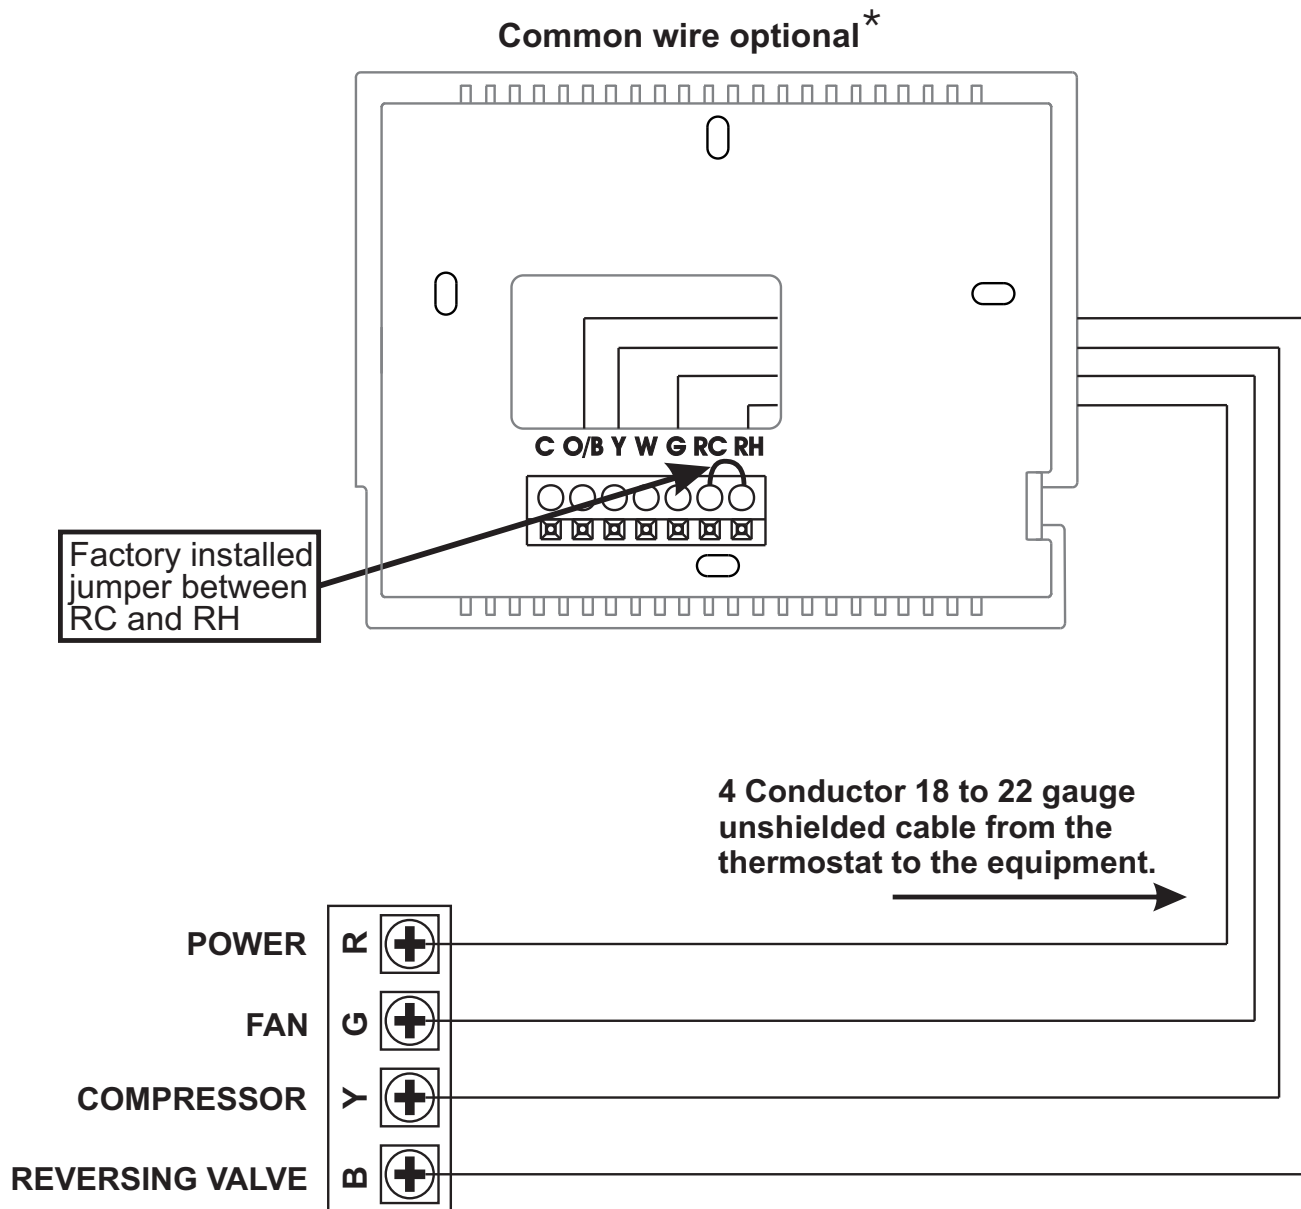 Common wire optional*
C O/B Y W G RC RH
Factory installed
jumper between
RC and RH
4 Conductor 18 to 22 gauge
unshielded cable from the
thermostat to the equipment.
POWER R
FAN G
COMPRESSOR Y
REVERSING VALVE B